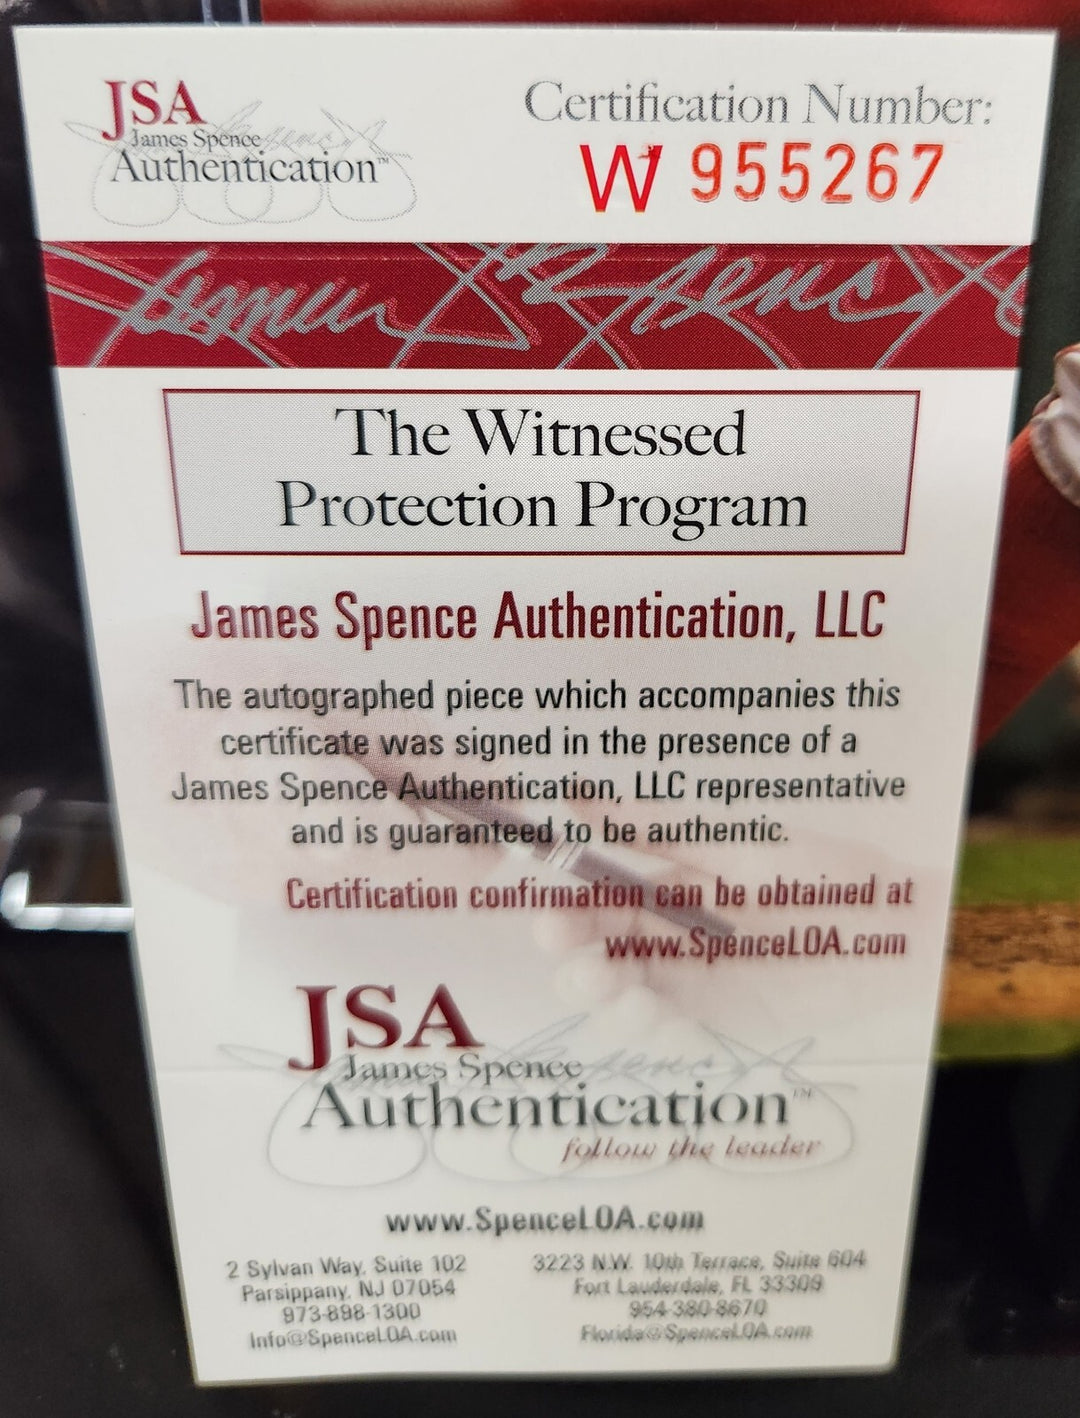 JSA
James Spence
Authentication™
Certification Number:
W 955267
James Spence
The Witnessed
Protection Program
James Spence Authentication, LLC
The autographed piece which accompanies this
certificate was signed in the presence of a
James Spence Authentication, LLC representative
and is guaranteed to be authentic.
Certification confirmation can be obtained at
www.SpenceLOA.com
JSA
James Spence
Authentication™
follow the leader
www.SpenceLOA.com
2 Sylvan Way, Suite 102
Parsippany, NJ 07054
973-898-1300
Info@SpenceLOA.com
3223 N.W. 10th Terrace, Suite 604
Fort Lauderdale, FL 33309
954-380-8670
Florida@SpenceLOA.com